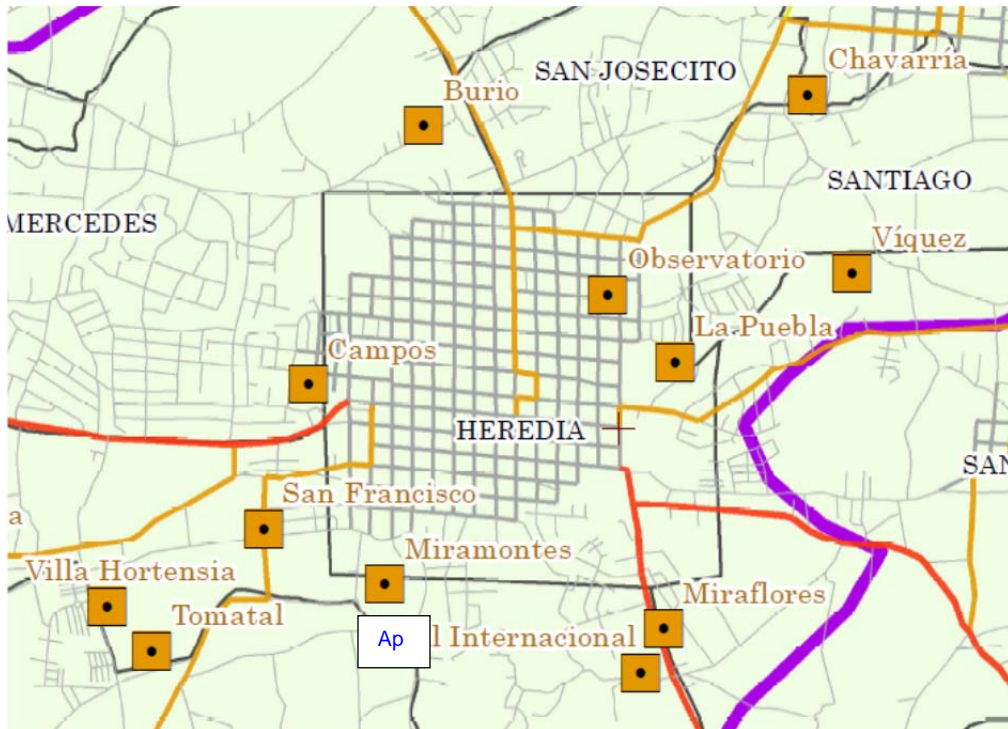 Chavarría
SAN JOSECITO
Burio
SANTIAGO
MERCEDES
Víquez
Observatorio
La Puebla
Campos
HEREDIA
SAN
San Francisco
a
Miramontes
Villa Hortensia
Miraflores
Tomatal
Ap
l Internacional